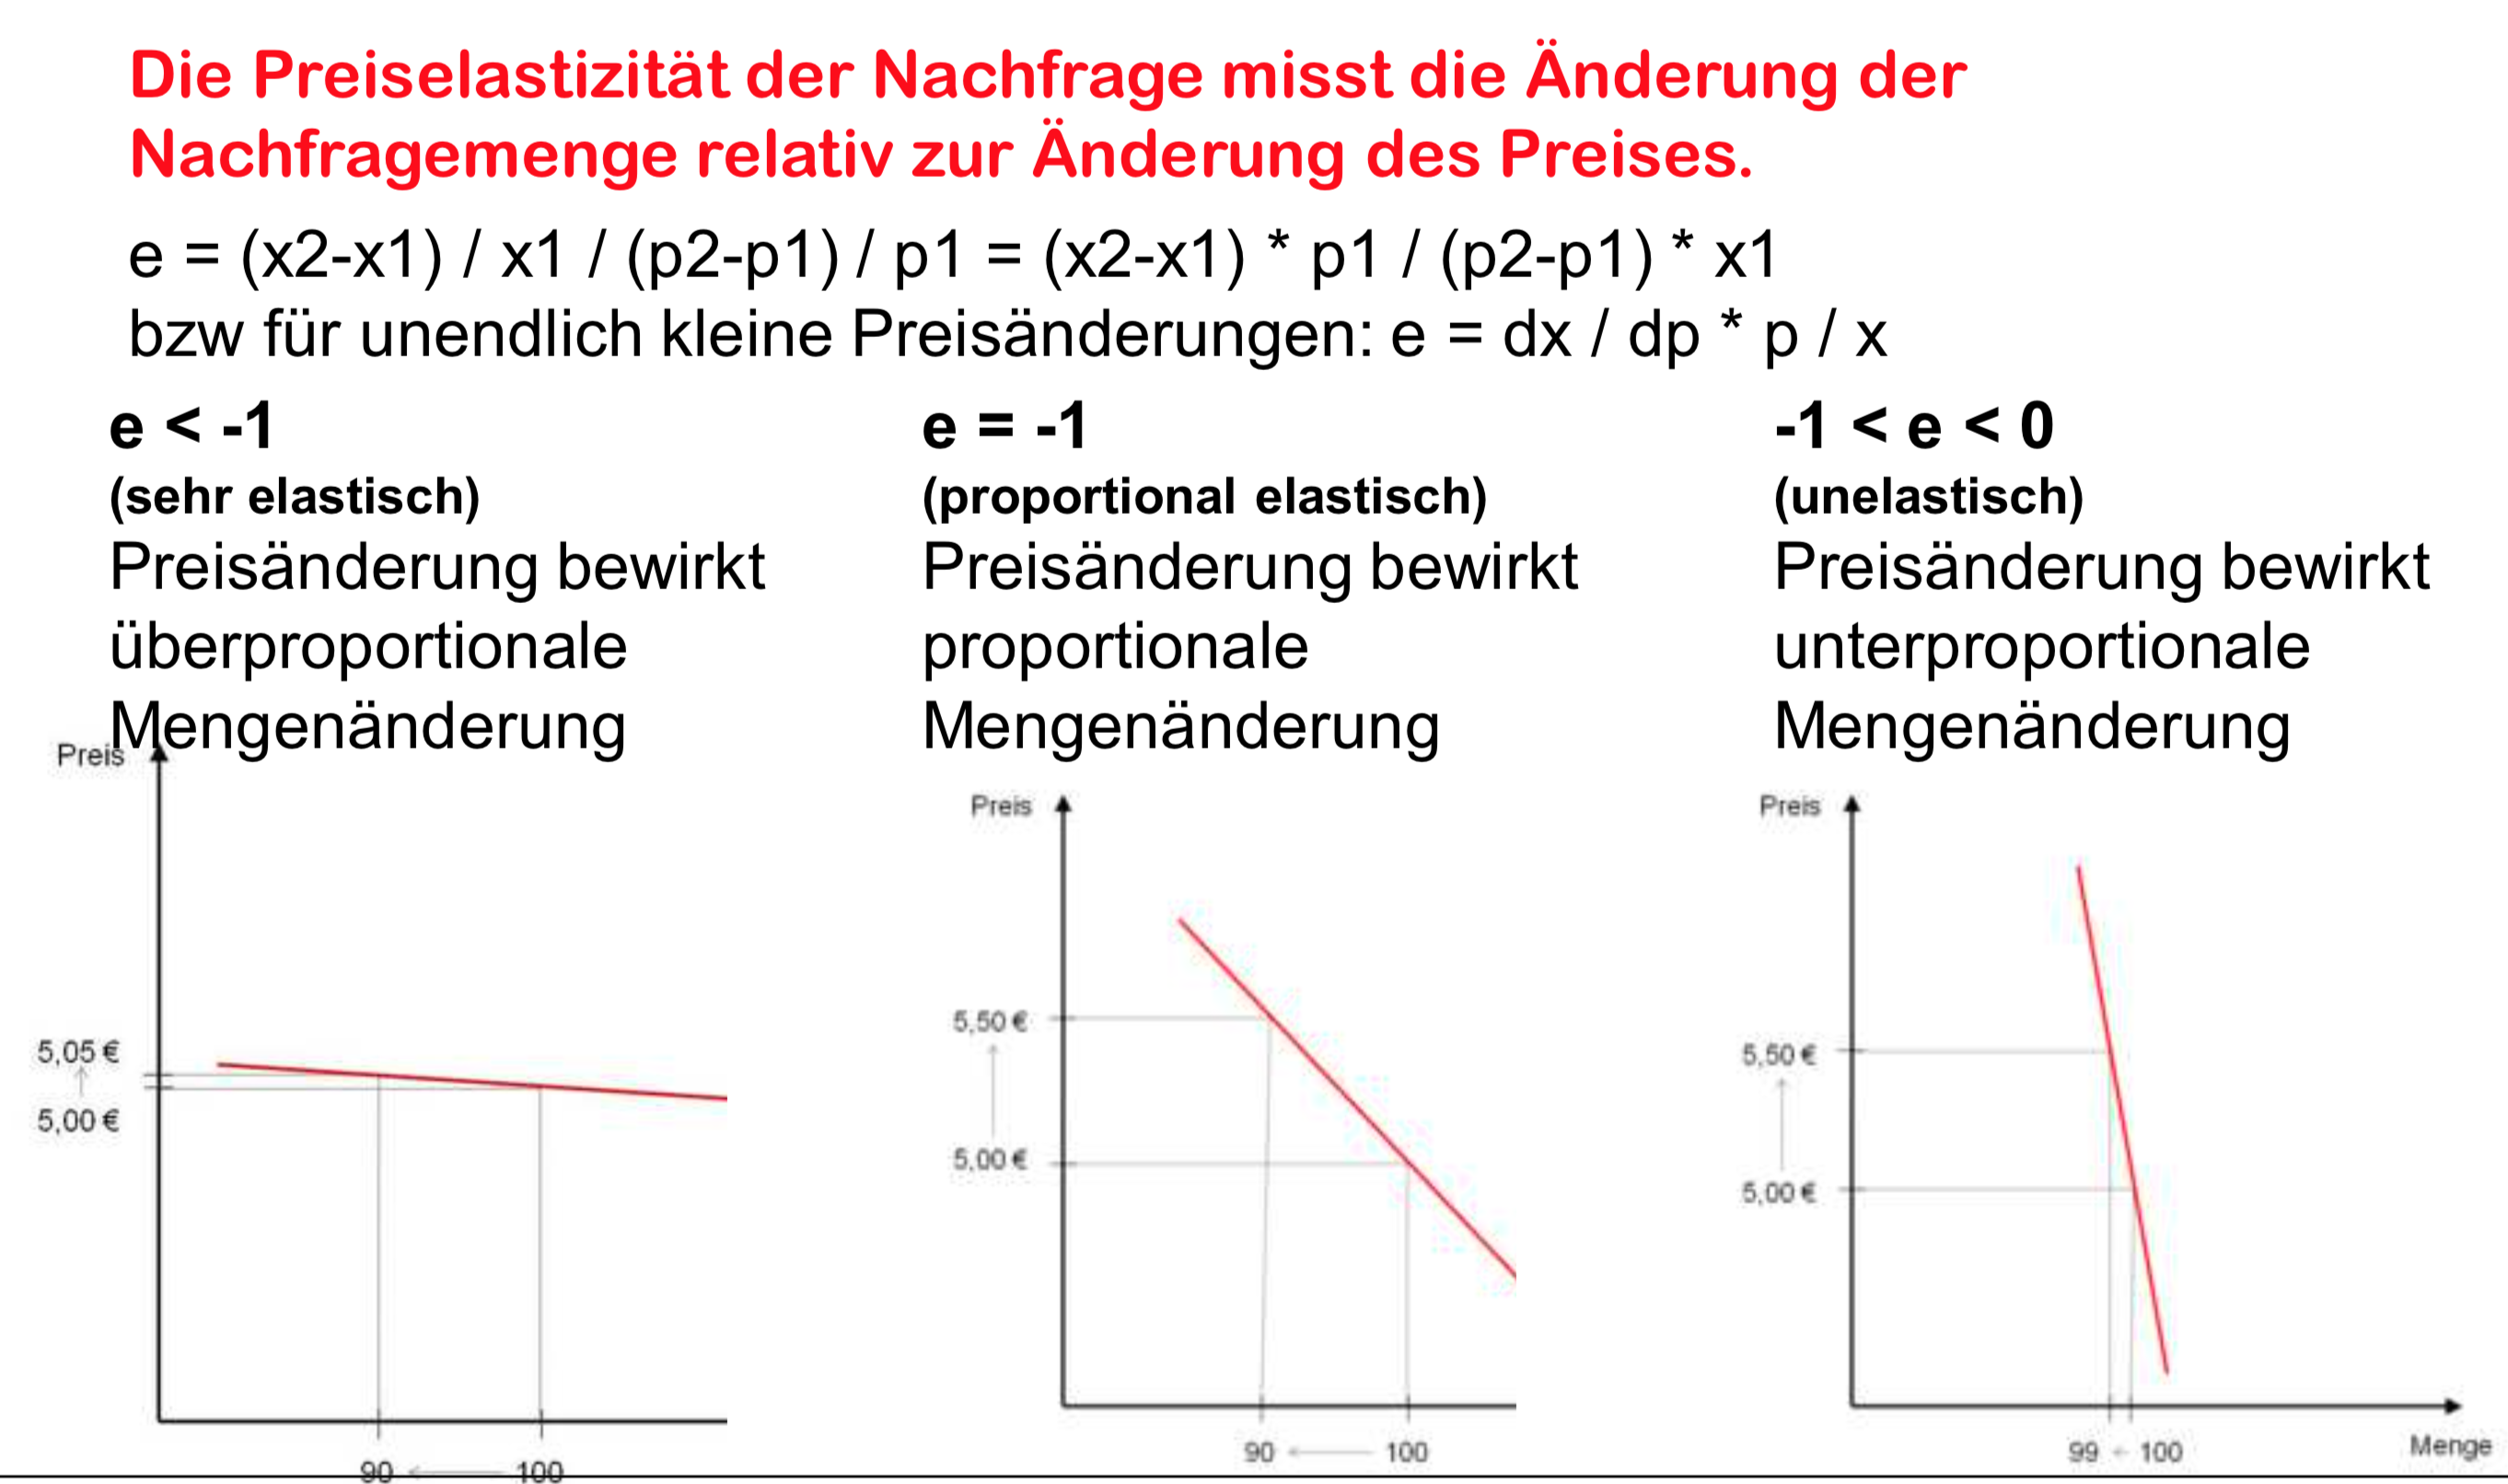 Die Preiselastizität der Nachfrage misst die Änderung der
Nachfragemenge relativ zur Änderung des Preises.
e = (x2-x1) / x1 / (p2-p1) / p1 = (x2-x1) * p1 / (p2-p1) * x1
bzw für unendlich kleine Preisänderungen: e = dx / dp * p / x
e < -1
(sehr elastisch)
Preisänderung bewirkt
überproportionale
Mengenänderung
e = -1
(proportional elastisch)
Preisänderung bewirkt
proportionale
Mengenänderung
-1 < e < 0
(unelastisch)
Preisänderung bewirkt
unterproportionale
Mengenänderung
Preis
5,05 €
5,00 €
90
100
Preis
5,50 €
5,00 €
90
100
Preis
5,50 €
5,00 €
99
100
Menge